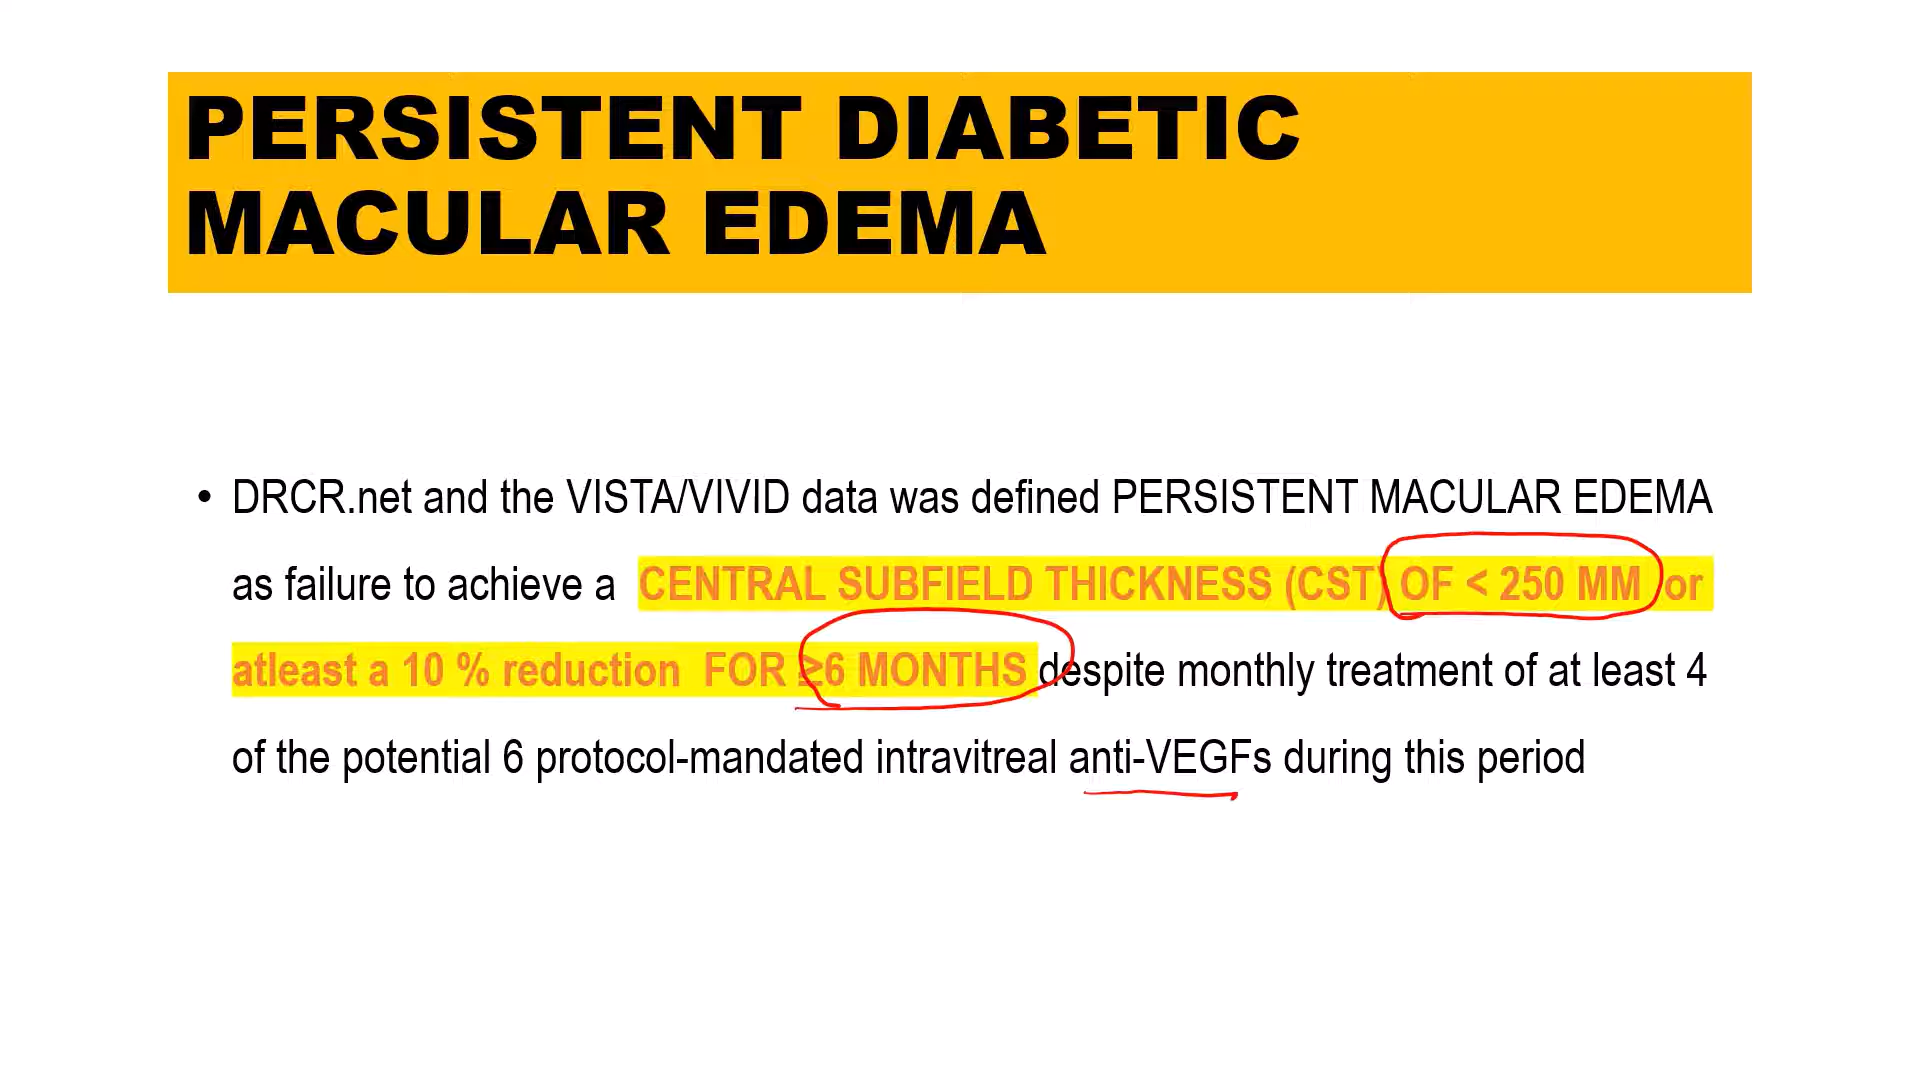 PERSISTENT DIABETIC
MACULAR EDEMA
• DRCR.net and the VISTA/VIVID data was defined PERSISTENT MACULAR EDEMA
as failure to achieve a CENTRAL SUBFIELD THICKNESS (CST) OF < 250 MM or
atleast a 10 % reduction FOR ≥6 MONTHS despite monthly treatment of at least 4
of the potential 6 protocol-mandated intravitreal anti-VEGFs during this period